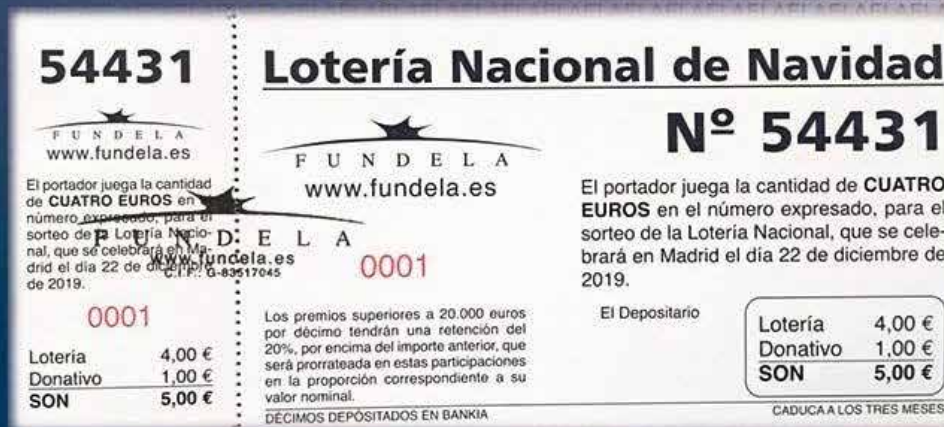 54431
FUNDELA
www.fundela.es
El portador juega la cantidad
de CUATRO EUROS en el
número expresado, para el
sorteo de la Lotería Nacio-
nal, que se celebrará en Ma-
drid el día 22 de diciembre
de 2019.
0001
Lotería 4,00 €
Donativo 1,00 €
SON 5,00 €
FUNDELA
www.fundela.es
C.I.F.: G-83517045
Lotería Nacional de Navidad
FUNDELA
www.fundela.es
0001
Los premios superiores a 20.000 euros
por décimo tendrán una retención del
20%, por encima del importe anterior, que
será prorrateada en estas participaciones
en la proporción correspondiente a su
valor nominal.
DÉCIMOS DEPÓSITADOS EN BANKIA
Nº 54431
El portador juega la cantidad de CUATRO
EUROS en el número expresado, para el
sorteo de la Lotería Nacional, que se cele-
brará en Madrid el día 22 de diciembre de
2019.
El Depositario
Lotería 4,00 €
Donativo 1,00 €
SON 5,00 €
CADUCA A LOS TRES MESES